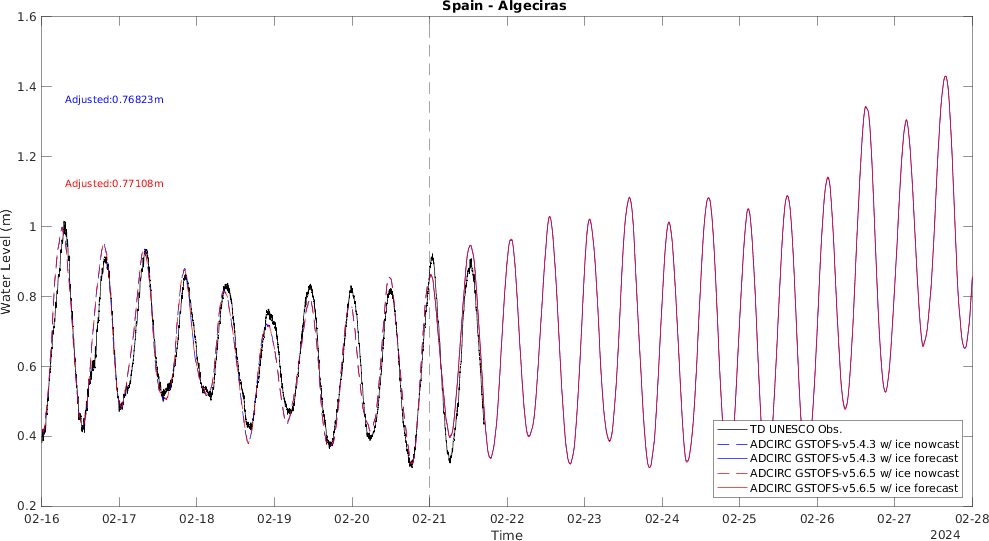 Spain - Algeciras
1.6
1.4
1.2
1
0.8
0.6
0.4
0.2
Water Level (m)
Adjusted:0.76823m
Adjusted:0.77108m
TD UNESCO Obs.
ADCIRC GSTOFS-v5.4.3 w/ ice nowcast
ADCIRC GSTOFS-v5.4.3 w/ ice forecast
ADCIRC GSTOFS-v5.6.5 w/ ice nowcast
ADCIRC GSTOFS-v5.6.5 w/ ice forecast
02-16 02-17 02-18 02-19 02-20 02-21 02-22 02-23 02-24 02-25 02-26 02-27 02-28
Time
2024